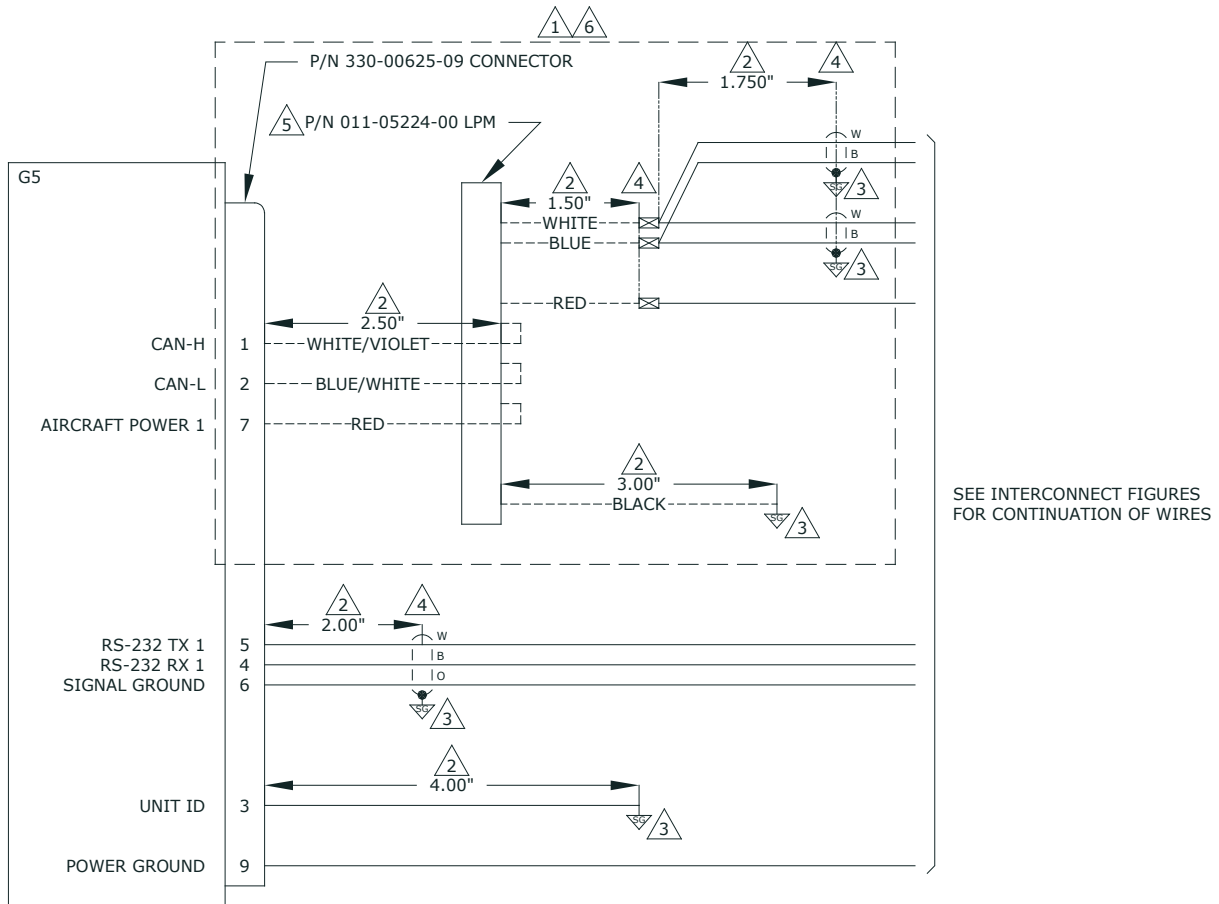 1 6
P/N 330-00625-09 CONNECTOR
2 4
1.750"
5 P/N 011-05224-00 LPM
W
B
G5
2 4
1.50"
SG 3
WHITE
W
BLUE
B
SG 3
RED
2
2.50"
CAN-H 1 WHITE/VIOLET
CAN-L 2 BLUE/WHITE
AIRCRAFT POWER 1 7 RED
2
3.00"
BLACK
SG 3
SEE INTERCONNECT FIGURES
FOR CONTINUATION OF WIRES
2 4
2.00"
W
RS-232 TX 1 5
B
RS-232 RX 1 4
O
SIGNAL GROUND 6
SG 3
2
4.00"
UNIT ID 3
SG 3
POWER GROUND 9